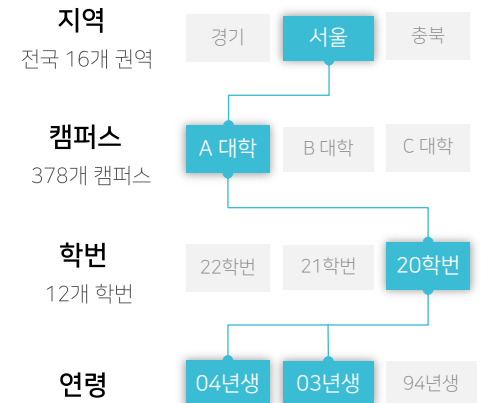 지역
전국 16개 권역
경기
서울
충북
캠퍼스
378개 캠퍼스
A 대학
B 대학
C 대학
학번
12개 학번
22학번
21학번
20학번
연령
04년생
03년생
94년생